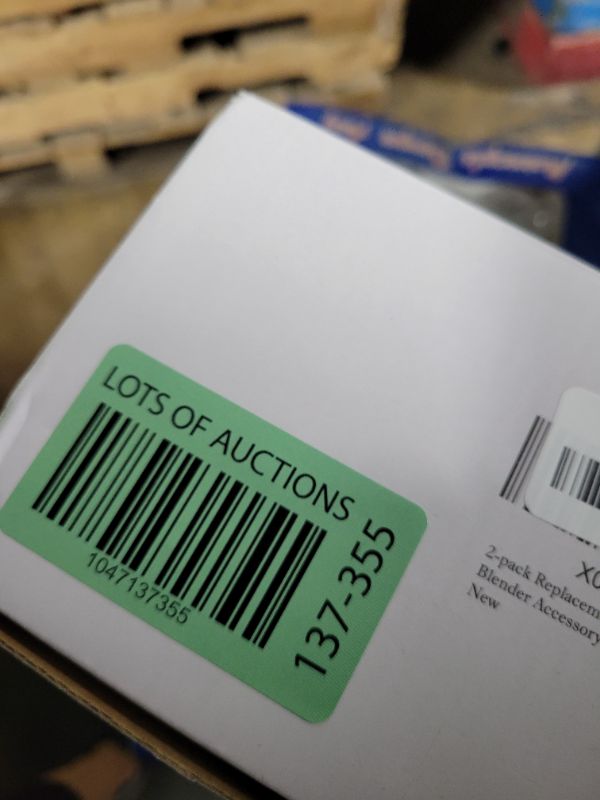 LOTS OF AUCTIONS
1047137355
137-355
X0
2-pack Replacem
Blender Accessory
New